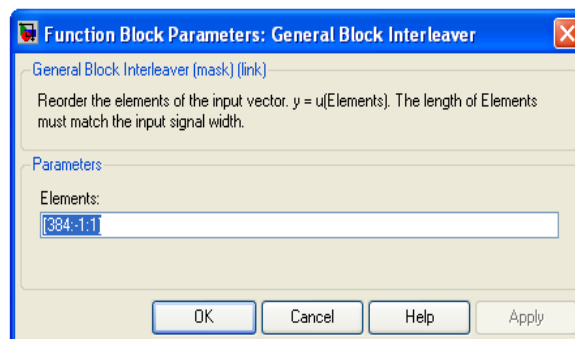 Function Block Parameters: General Block Interleaver
General Block Interleaver (mask) (link)
Reorder the elements of the input vector. y = u(Elements). The length of Elements
must match the input signal width.
Parameters
Elements:
[384:-1:1]
OK Cancel Help Apply